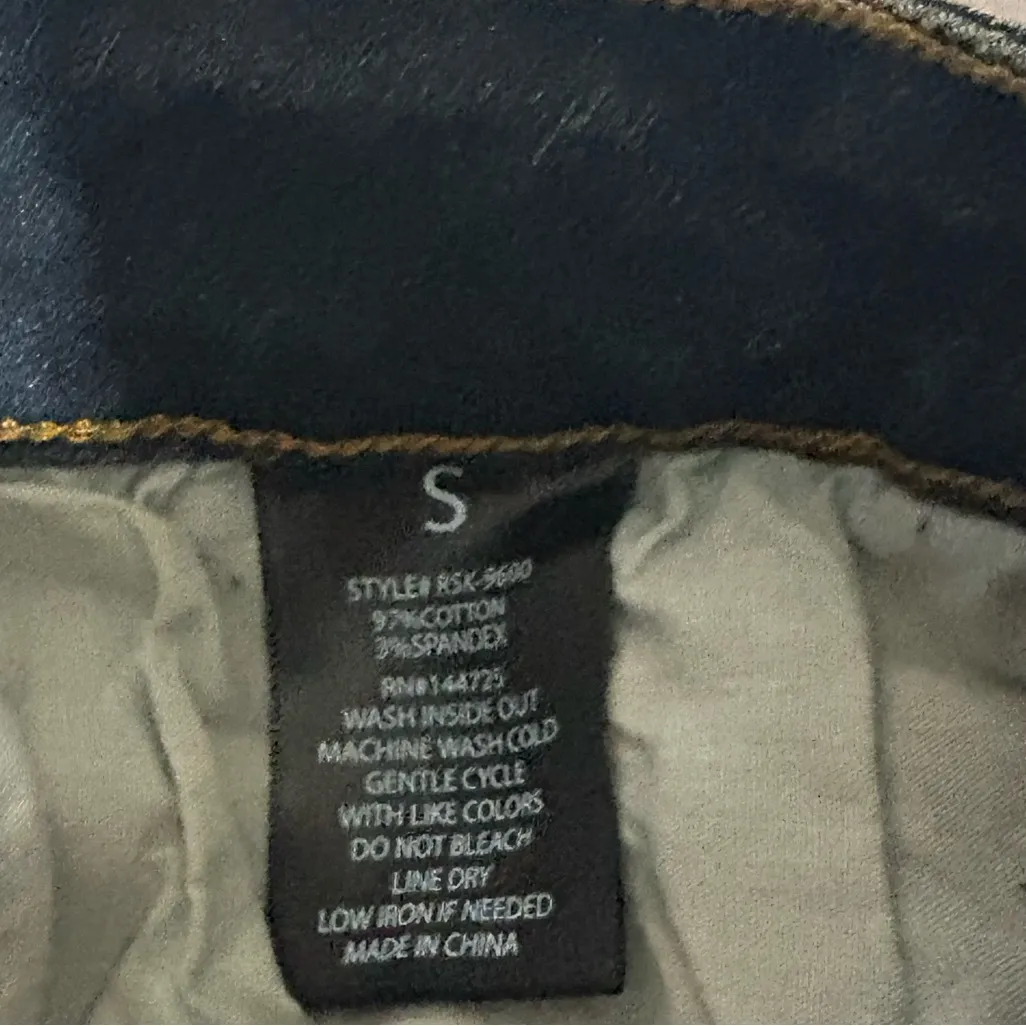 S
STYLE# RSK-9600
97%COTTON
3%SPANDEX
RN#144725
WASH INSIDE OUT
MACHINE WASH COLD
GENTLE CYCLE
WITH LIKE COLORS
DO NOT BLEACH
LINE DRY
LOW IRON IF NEEDED
MADE IN CHINA